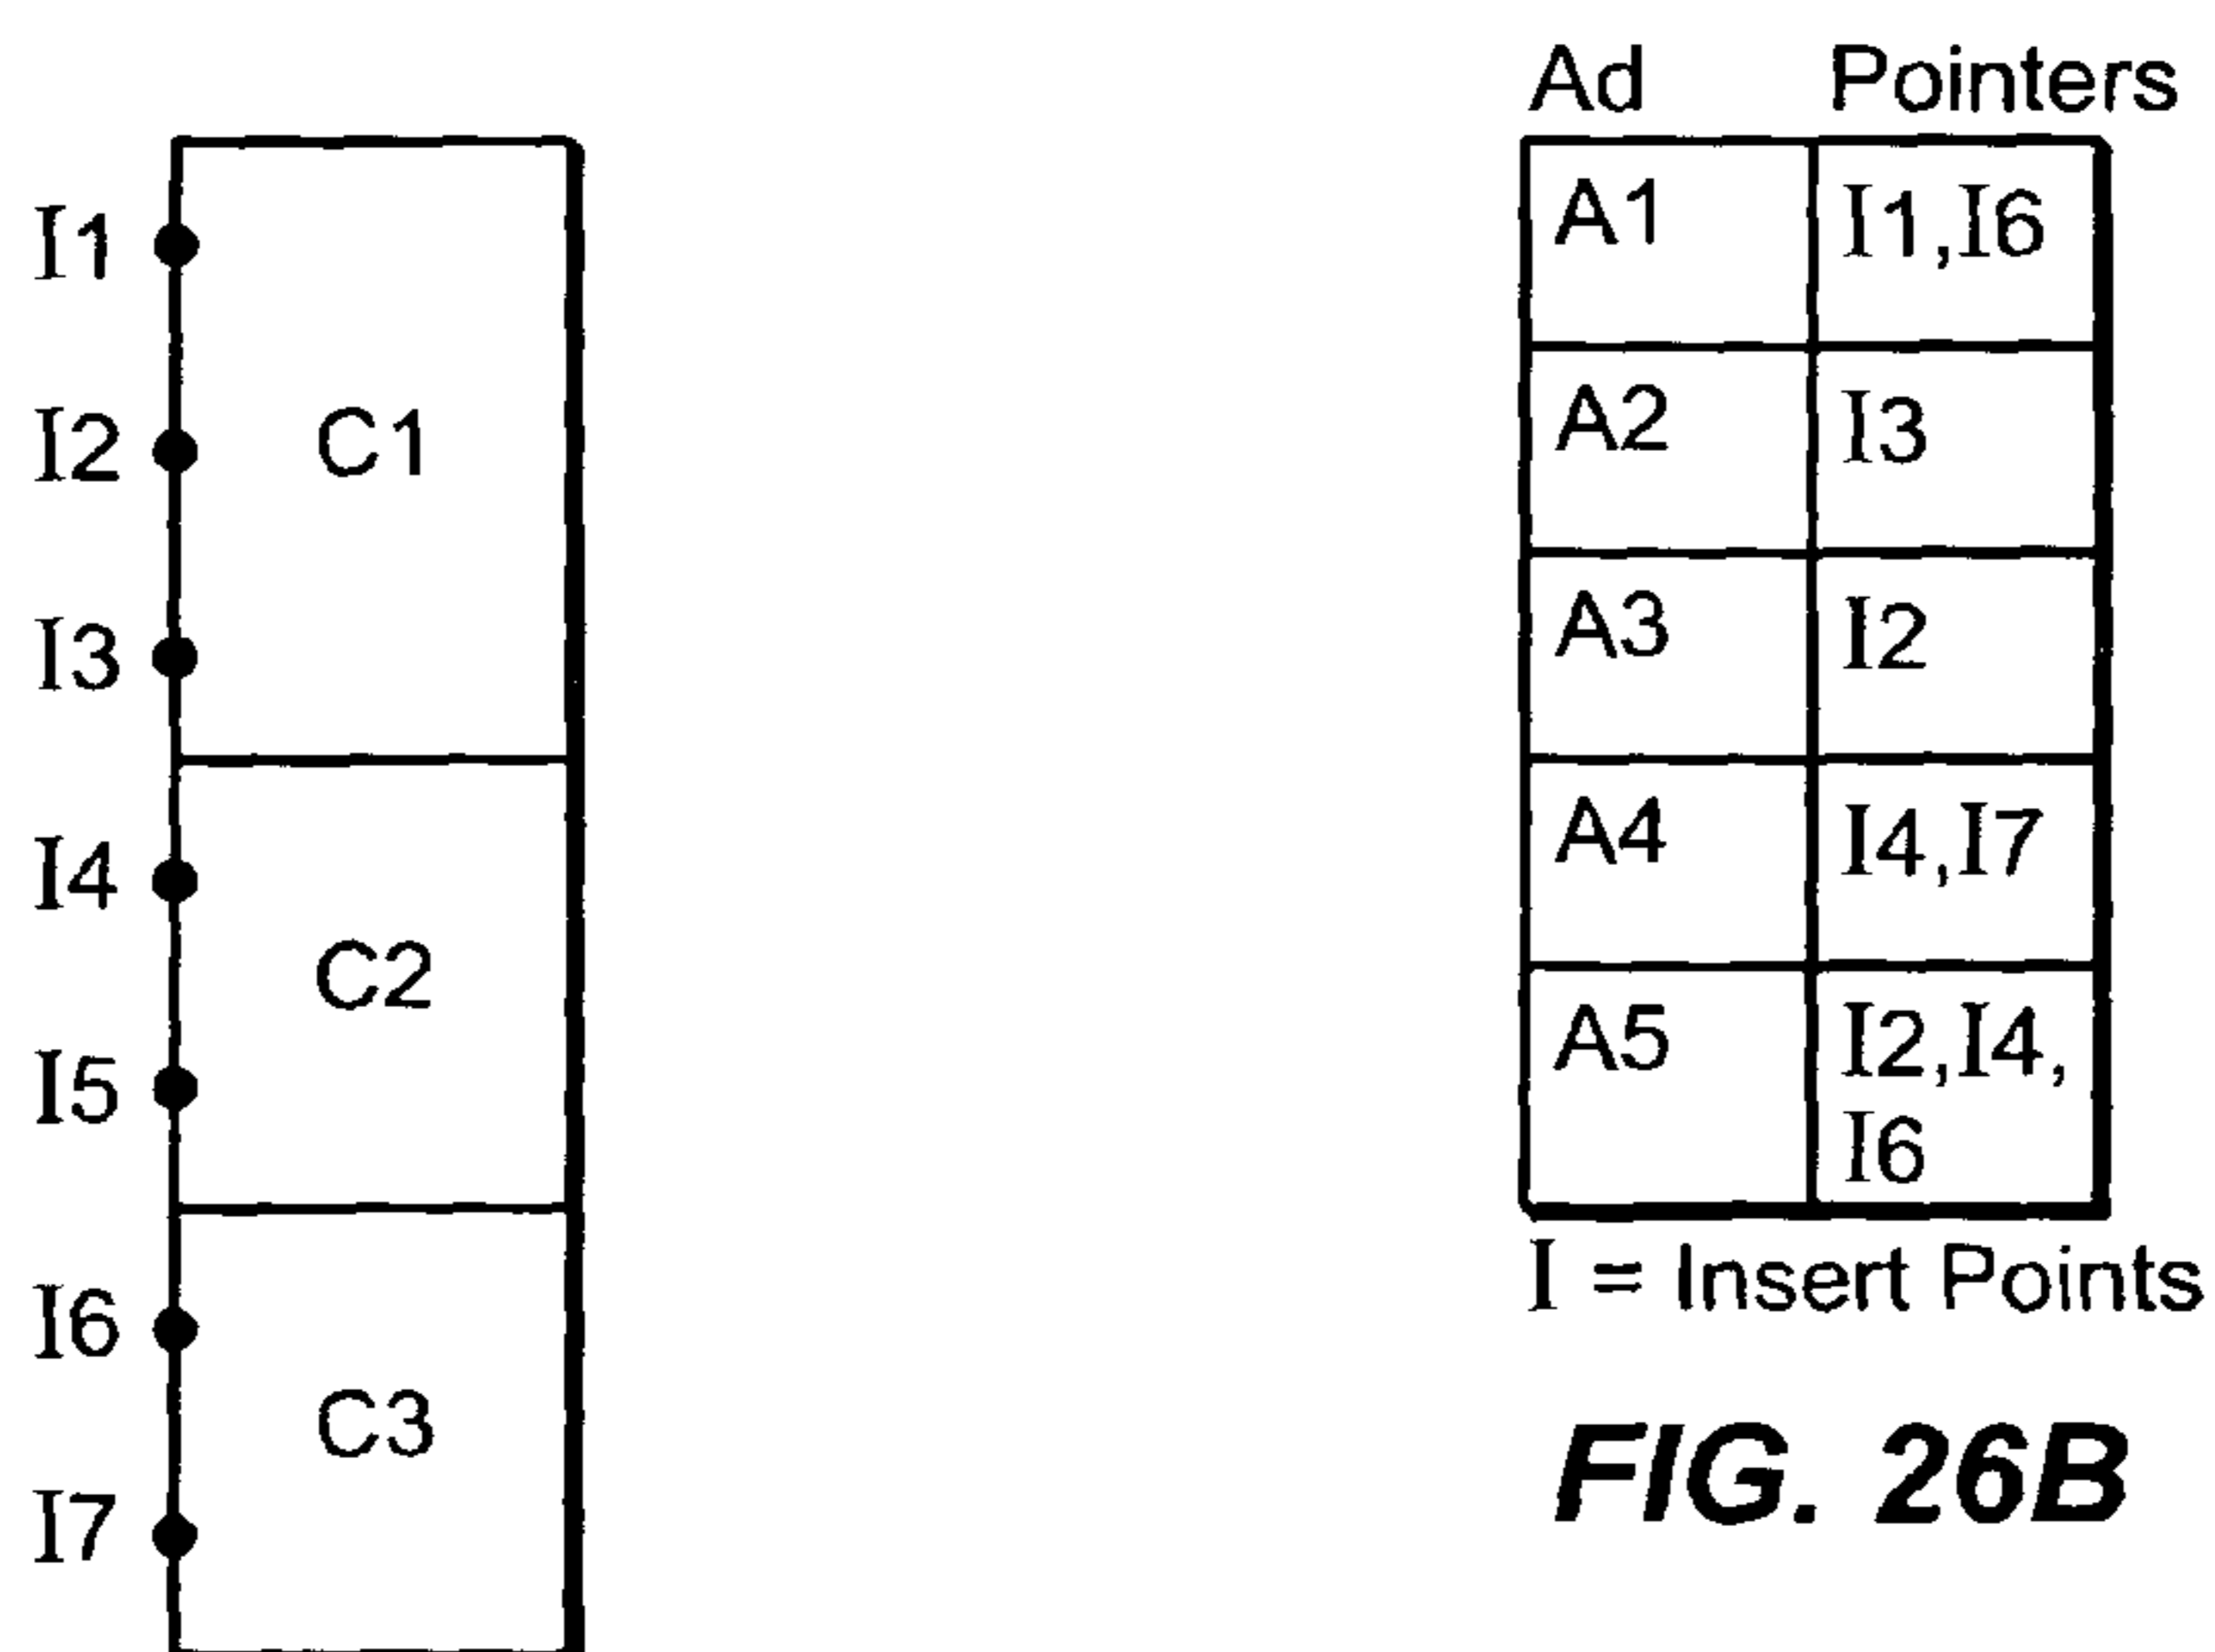 I1
I2
C1
I3
I4
C2
I5
I6
C3
I7
Ad Pointers
A1 I1,I6
A2 I3
A3 I2
A4 I4,I7
A5 I2,I4,
I6
I = Insert Points
FIG. 26B